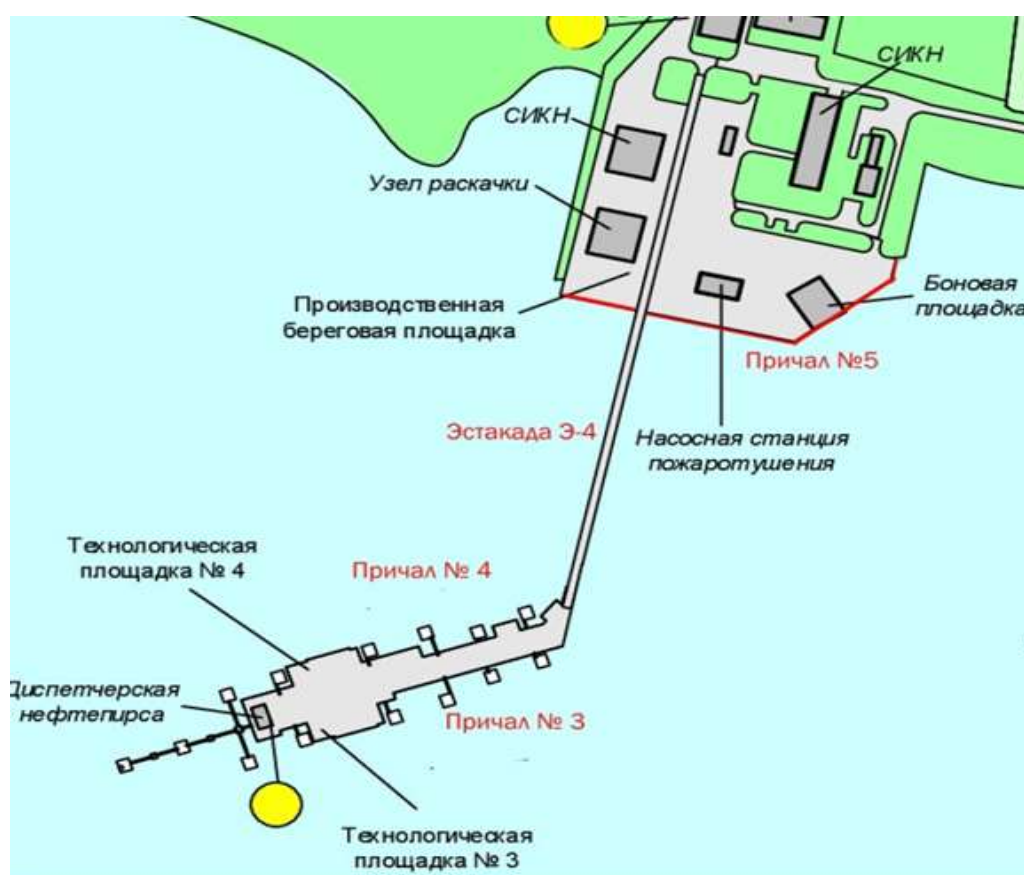 СИКН
СИКН
Узел раскачки
Производственная
береговая площадка
Боновая
площадка
Причал №5
Эстакада Э-4
Насосная станция
пожаротушения
Технологическая
площадка № 4
Причал № 4
Диспетчерская
нефтепирса
Причал № 3
Технологическая
площадка № 3